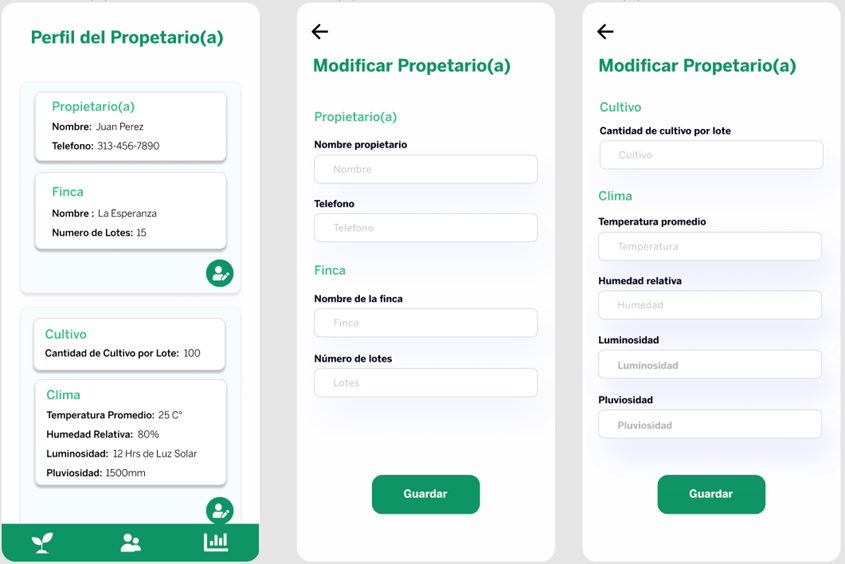 Perfil del Propetario(a)
Propietario(a)
Nombre: Juan Perez
Telefono: 313-456-7890
Finca
Nombre : La Esperanza
Numero de Lotes: 15
Cultivo
Cantidad de Cultivo por Lote: 100
Clima
Temperatura Promedio: 25 C°
Humedad Relativa: 80%
Luminosidad: 12 Hrs de Luz Solar
Pluviosidad: 1500mm
Modificar Propetario(a)
Propietario(a)
Nombre propietario
Nombre
Telefono
Telefono
Finca
Nombre de la finca
Finca
Número de lotes
Lotes
Guardar
Modificar Propetario(a)
Cultivo
Cantidad de cultivo por lote
Cultivo
Clima
Temperatura promedio
Temperatura
Humedad relativa
Humedad
Luminosidad
Luminosidad
Pluviosidad
Pluviosidad
Guardar